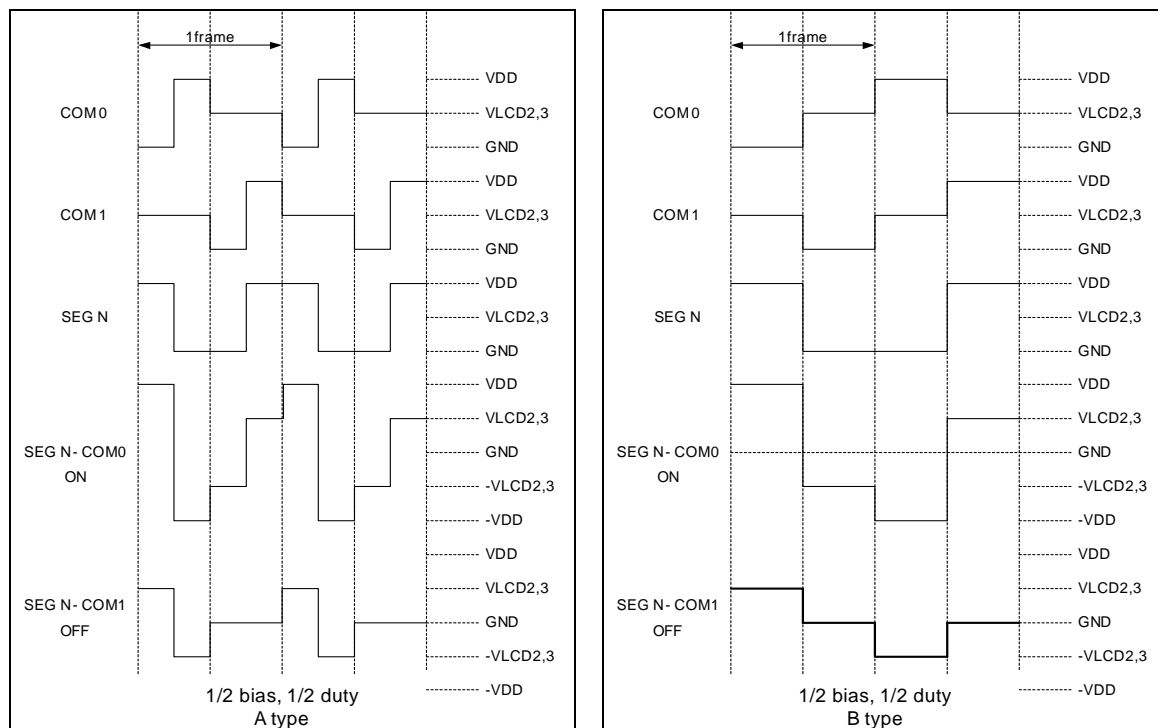 1frame
VDD
COM0
VLCD2,3
GND
VDD
COM1
VLCD2,3
GND
VDD
SEG N
VLCD2,3
GND
VDD
VLCD2,3
SEG N- COM0
ON
GND
-VLCD2,3
-VDD
VDD
VLCD2,3
SEG N- COM1
OFF
GND
-VLCD2,3
-VDD
1/2 bias, 1/2 duty
A type
1frame
VDD
COM0
VLCD2,3
GND
VDD
COM1
VLCD2,3
GND
VDD
SEG N
VLCD2,3
GND
VDD
VLCD2,3
SEG N- COM0
ON
GND
-VLCD2,3
-VDD
VDD
VLCD2,3
SEG N- COM1
OFF
GND
-VLCD2,3
-VDD
1/2 bias, 1/2 duty
B type